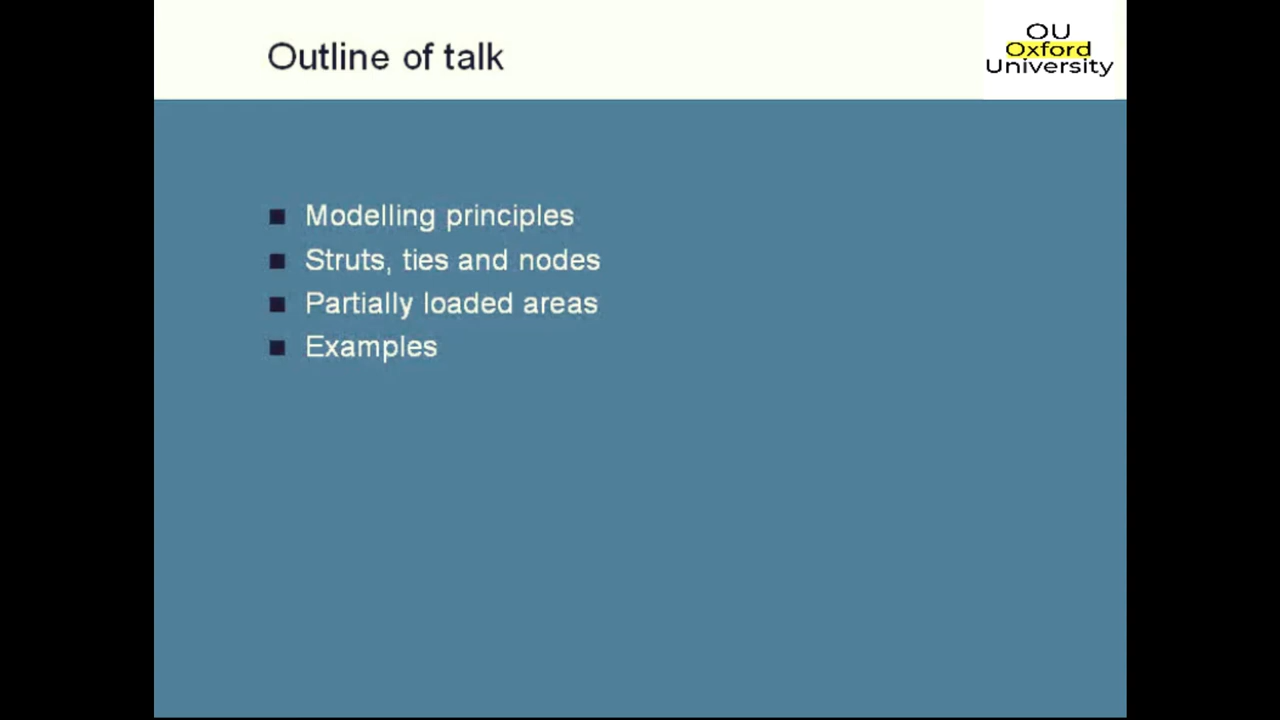 Outline of talk
OU
Oxford
University
Modelling principles
Struts, ties and nodes
Partially loaded areas
Examples